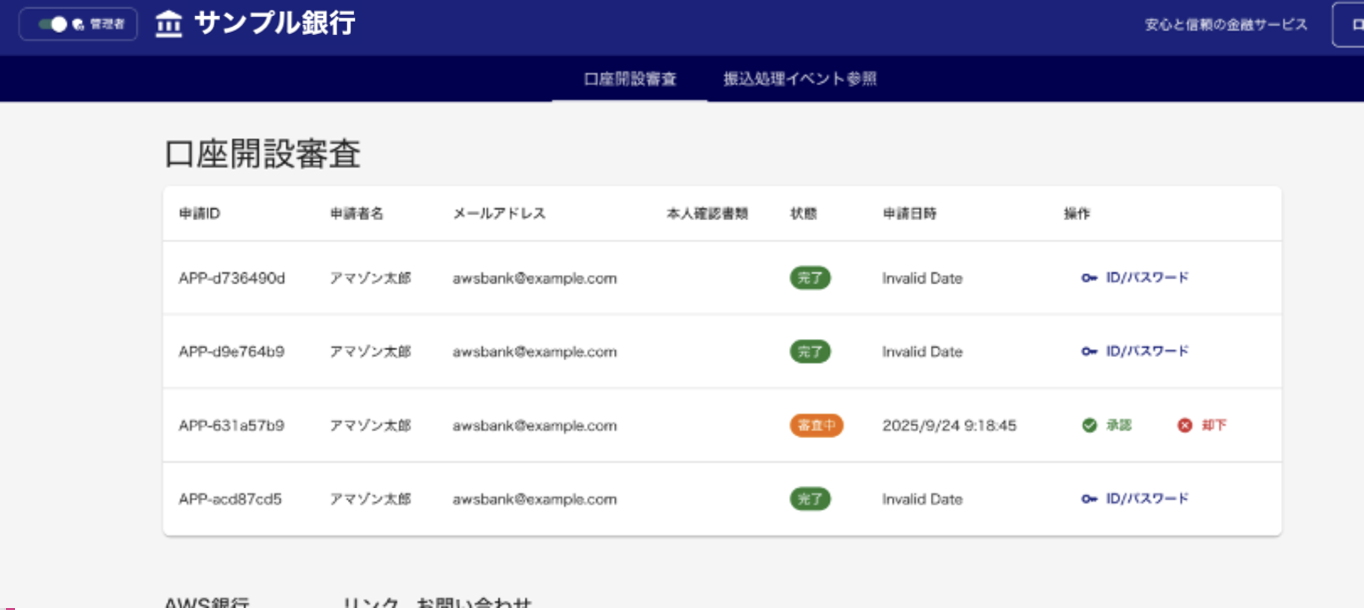 管理者 サンプル銀行 安心と信頼の金融サービス ロ
口座開設審査 振込処理イベント参照
口座開設審査
申請ID 申請者名 メールアドレス 本人確認書類 状態 申請日時 操作
APP-d736490d アマゾン太郎 awsbank@example.com 完了 Invalid Date ID/パスワード
APP-d9e764b9 アマゾン太郎 awsbank@example.com 完了 Invalid Date ID/パスワード
APP-631a57b9 アマゾン太郎 awsbank@example.com 審査中 2025/9/24 9:18:45 承認 却下
APP-acd87cd5 アマゾン太郎 awsbank@example.com 完了 Invalid Date ID/パスワード
AWS銀行 リンク お問い合わせ